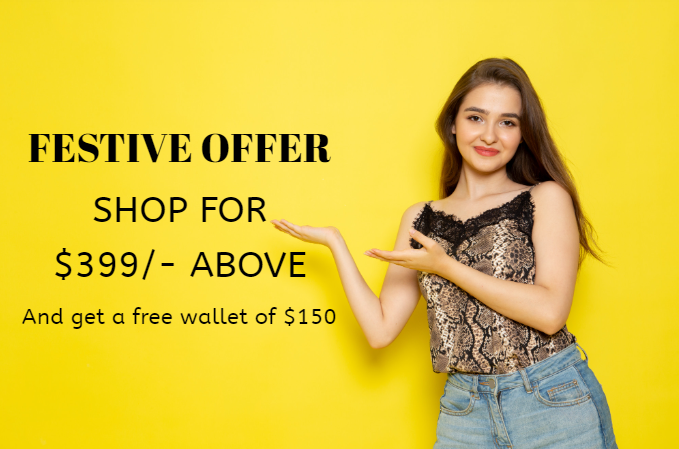 FESTIVE OFFER
SHOP FOR
$399/- ABOVE
And get a free wallet of $150